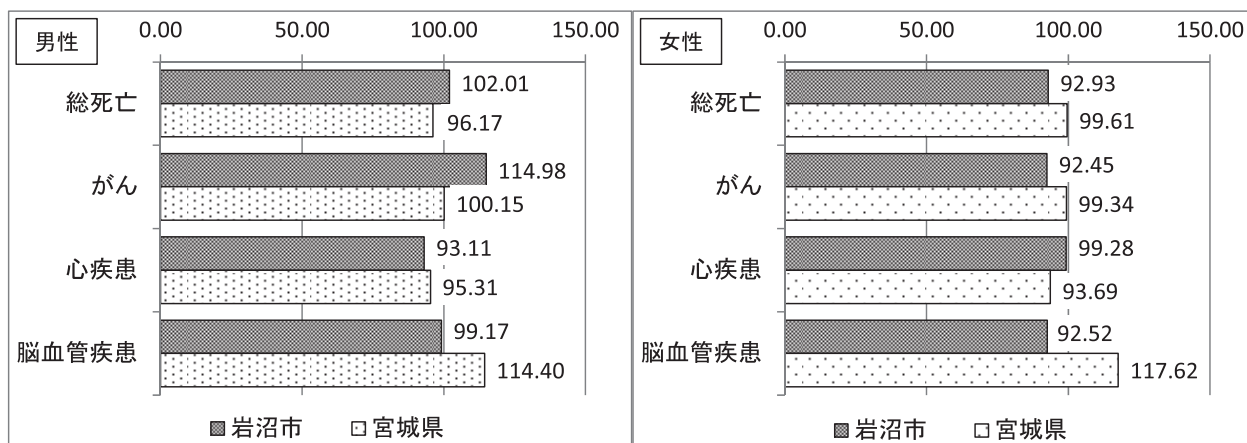 男性
0.00 50.00 100.00 150.00
総死亡
102.01
96.17
がん
114.98
100.15
心疾患
93.11
95.31
脳血管疾患
99.17
114.40
岩沼市 宮城県
女性
0.00 50.00 100.00 150.00
総死亡
92.93
99.61
がん
92.45
99.34
心疾患
99.28
93.69
脳血管疾患
92.52
117.62
岩沼市 宮城県